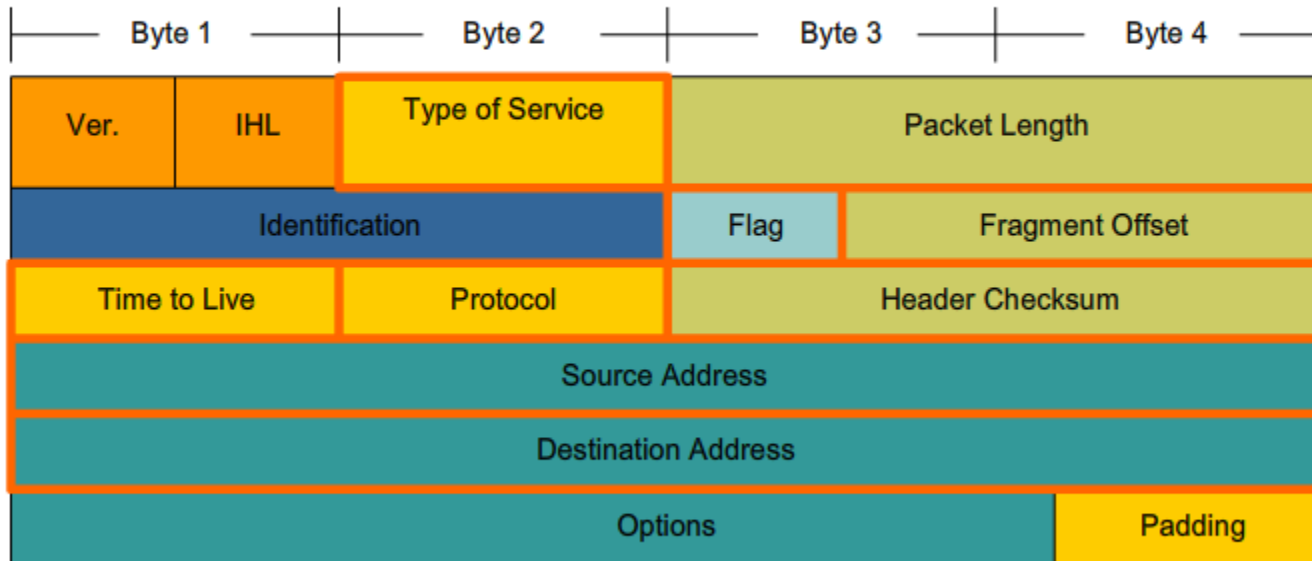 Byte 1 Byte 2 Byte 3 Byte 4
Ver. IHL Type of Service Packet Length
Identification Flag Fragment Offset
Time to Live Protocol Header Checksum
Source Address
Destination Address
Options Padding